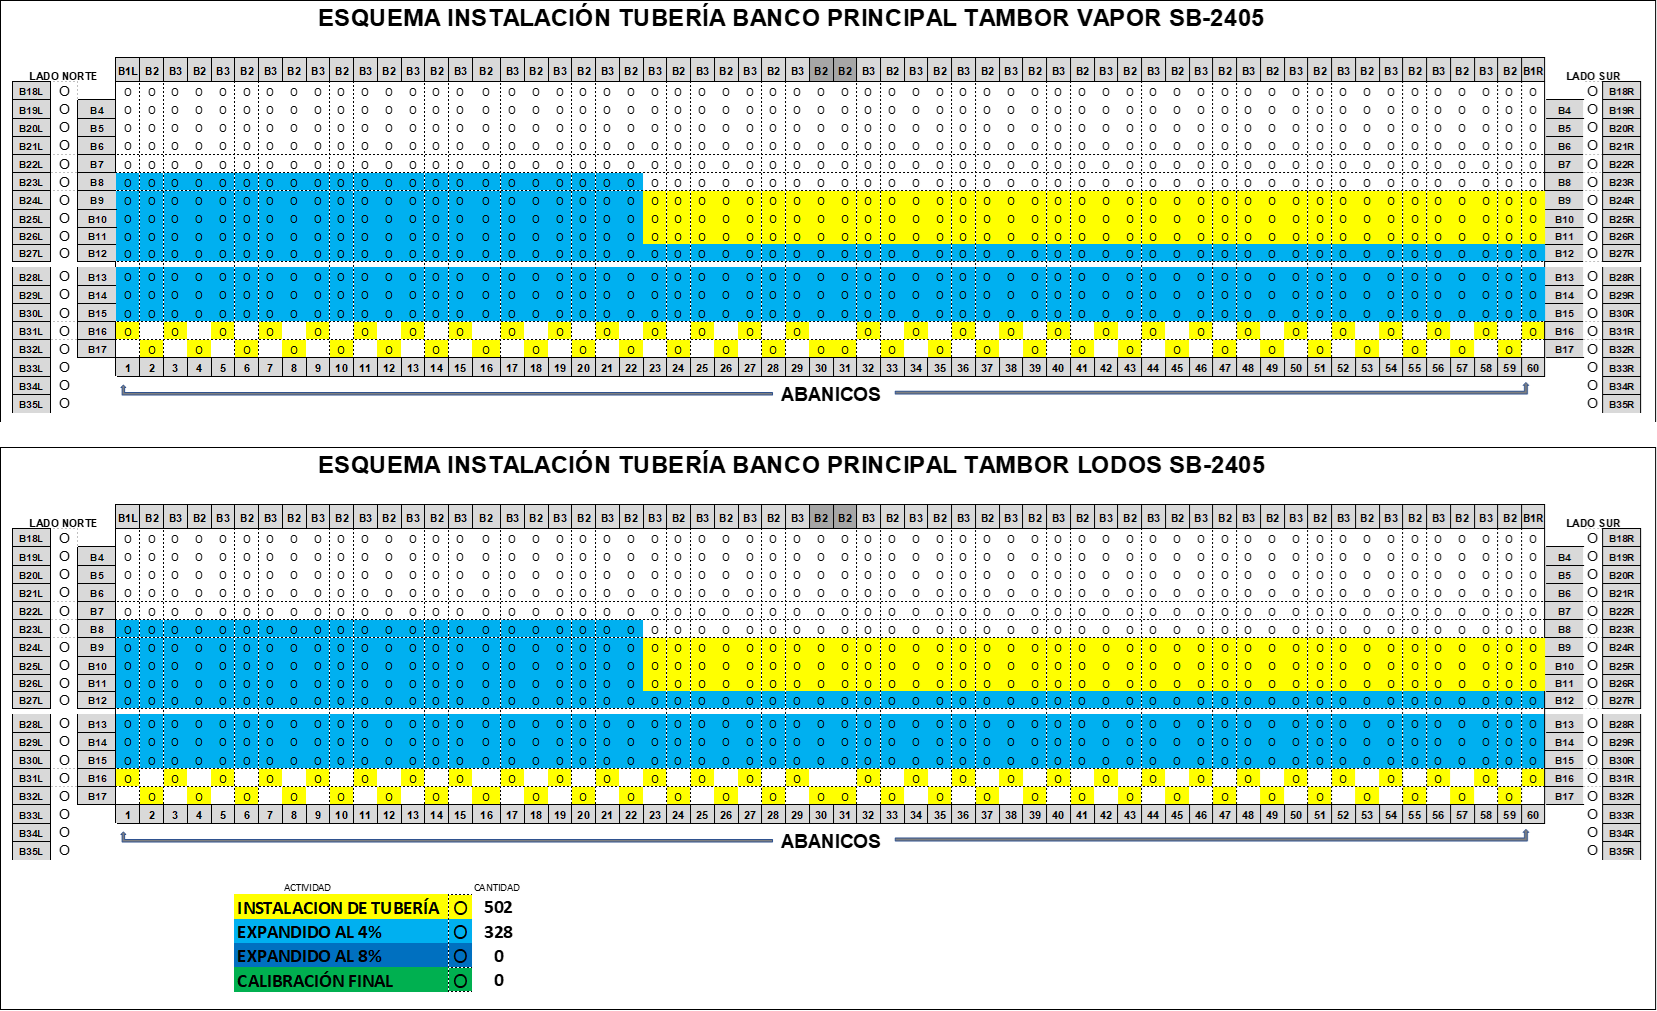 ESQUEMA INSTALACIÓN TUBERÍA BANCO PRINCIPAL TAMBOR VAPOR SB-2405
B1L B2 B3 B2 B3 B2 B3 B2 B3 B2 B3 B2 B3 B2 B3 B2 B3 B2 B3 B2 B3 B2 B3 B2 B3 B2 B3 B2 B3 B2 B2 B3 B2 B3 B2 B3 B2 B3 B2 B3 B2 B3 B2 B3 B2 B3 B2 B3 B2 B3 B2 B3 B2 B3 B2 B3 B2 B3 B2 B1R
LADO NORTE LADO SUR
B18L B18R
B19L B4 B4 B19R
B20L B5 B5 B20R
B21L B6 B6 B21R
B22L B7 B7 B22R
B23L B8 B8 B23R
B24L B9 B9 B24R
B25L B10 B10 B25R
B26L B11 B11 B26R
B27L B12 B12 B27R
B28L B13 B13 B28R
B29L B14 B14 B29R
B30L B15 B15 B30R
B31L B16 B16 B31R
B32L B17 B17 B32R
B33L 1 2 3 4 5 6 7 8 9 10 11 12 13 14 15 16 17 18 19 20 21 22 23 24 25 26 27 28 29 30 31 32 33 34 35 36 37 38 39 40 41 42 43 44 45 46 47 48 49 50 51 52 53 54 55 56 57 58 59 60 B33R
B34L B34R
ABANICOS
B35L B35R
ESQUEMA INSTALACIÓN TUBERÍA BANCO PRINCIPAL TAMBOR LODOS SB-2405
B1L B2 B3 B2 B3 B2 B3 B2 B3 B2 B3 B2 B3 B2 B3 B2 B3 B2 B3 B2 B3 B2 B3 B2 B3 B2 B3 B2 B3 B2 B2 B3 B2 B3 B2 B3 B2 B3 B2 B3 B2 B3 B2 B3 B2 B3 B2 B3 B2 B3 B2 B3 B2 B3 B2 B3 B2 B3 B2 B1R
LADO NORTE LADO SUR
B18L B18R
B19L B4 B4 B19R
B20L B5 B5 B20R
B21L B6 B6 B21R
B22L B7 B7 B22R
B23L B8 B8 B23R
B24L B9 B9 B24R
B25L B10 B10 B25R
B26L B11 B11 B26R
B27L B12 B12 B27R
B28L B13 B13 B28R
B29L B14 B14 B29R
B30L B15 B15 B30R
B31L B16 B16 B31R
B32L B17 B17 B32R
B33L 1 2 3 4 5 6 7 8 9 10 11 12 13 14 15 16 17 18 19 20 21 22 23 24 25 26 27 28 29 30 31 32 33 34 35 36 37 38 39 40 41 42 43 44 45 46 47 48 49 50 51 52 53 54 55 56 57 58 59 60 B33R
B34L B34R
ABANICOS
B35L B35R
ACTIVIDAD CANTIDAD
INSTALACION DE TUBERÍA 502
EXPANDIDO AL 4% 328
EXPANDIDO AL 8% 0
CALIBRACIÓN FINAL 0